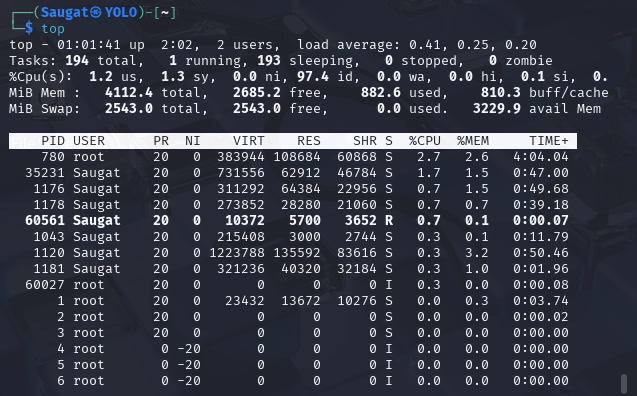 ┌──(Saugat㉿YOLO)-[~]
└─$ top
top - 01:01:41 up  2:02,  2 users,  load average: 0.41, 0.25, 0.20
Tasks: 194 total,   1 running, 193 sleeping,   0 stopped,   0 zombie
%Cpu(s):  1.2 us,  1.3 sy,  0.0 ni, 97.4 id,  0.0 wa,  0.0 hi,  0.1 si,  0.
MiB Mem :   4112.4 total,   2685.2 free,    882.6 used,    810.3 buff/cache
MiB Swap:   2543.0 total,   2543.0 free,      0.0 used.   3229.9 avail Mem
    PID USER      PR  NI    VIRT    RES    SHR S  %CPU  %MEM     TIME+
    780 root      20   0  383944 108684  60868 S   2.7   2.6   4:04.04
  35231 Saugat    20   0  731556  62912  46784 S   1.7   1.5   0:47.00
   1176 Saugat    20   0  311292  64384  22956 S   0.7   1.5   0:49.68
   1178 Saugat    20   0  273852  28280  21060 S   0.7   0.7   0:39.18
  60561 Saugat    20   0   10372   5700   3652 R   0.7   0.1   0:00.07
   1043 Saugat    20   0  215408   3000   2744 S   0.3   0.1   0:11.79
   1120 Saugat    20   0 1223788 135592  83616 S   0.3   3.2   0:50.46
   1181 Saugat    20   0  321236  40320  32184 S   0.3   1.0   0:01.96
  60027 root      20   0       0      0      0 I   0.3   0.0   0:00.08
      1 root      20   0   23432  13672  10276 S   0.0   0.3   0:03.74
      2 root      20   0       0      0      0 S   0.0   0.0   0:00.02
      3 root      20   0       0      0      0 S   0.0   0.0   0:00.00
      4 root       0 -20       0      0      0 I   0.0   0.0   0:00.00
      5 root       0 -20       0      0      0 I   0.0   0.0   0:00.00
      6 root       0 -20       0      0      0 I   0.0   0.0   0:00.00